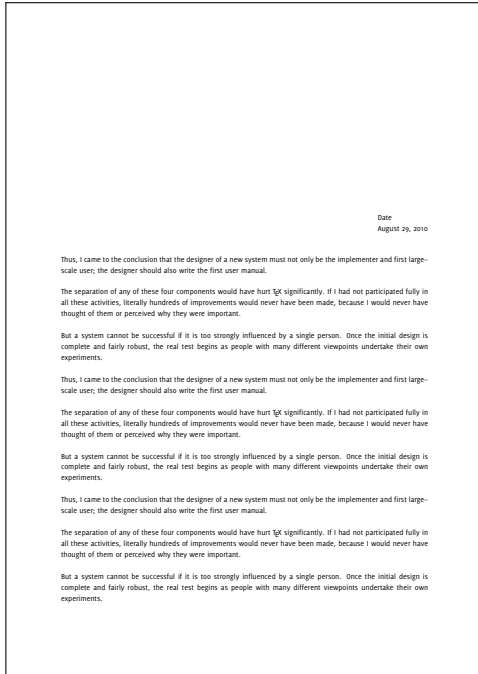 Date
August 29, 2010
Thus, I came to the conclusion that the designer of a new system must not only be the implementer and first large–
scale user; the designer should also write the first user manual.
The separation of any of these four components would have hurt TEX significantly. If I had not participated fully in
all these activities, literally hundreds of improvements would never have been made, because I would never have
thought of them or perceived why they were important.
But a system cannot be successful if it is too strongly influenced by a single person. Once the initial design is
complete and fairly robust, the real test begins as people with many different viewpoints undertake their own
experiments.
Thus, I came to the conclusion that the designer of a new system must not only be the implementer and first large–
scale user; the designer should also write the first user manual.
The separation of any of these four components would have hurt TEX significantly. If I had not participated fully in
all these activities, literally hundreds of improvements would never have been made, because I would never have
thought of them or perceived why they were important.
But a system cannot be successful if it is too strongly influenced by a single person. Once the initial design is
complete and fairly robust, the real test begins as people with many different viewpoints undertake their own
experiments.
Thus, I came to the conclusion that the designer of a new system must not only be the implementer and first large–
scale user; the designer should also write the first user manual.
The separation of any of these four components would have hurt TEX significantly. If I had not participated fully in
all these activities, literally hundreds of improvements would never have been made, because I would never have
thought of them or perceived why they were important.
But a system cannot be successful if it is too strongly influenced by a single person. Once the initial design is
complete and fairly robust, the real test begins as people with many different viewpoints undertake their own
experiments.